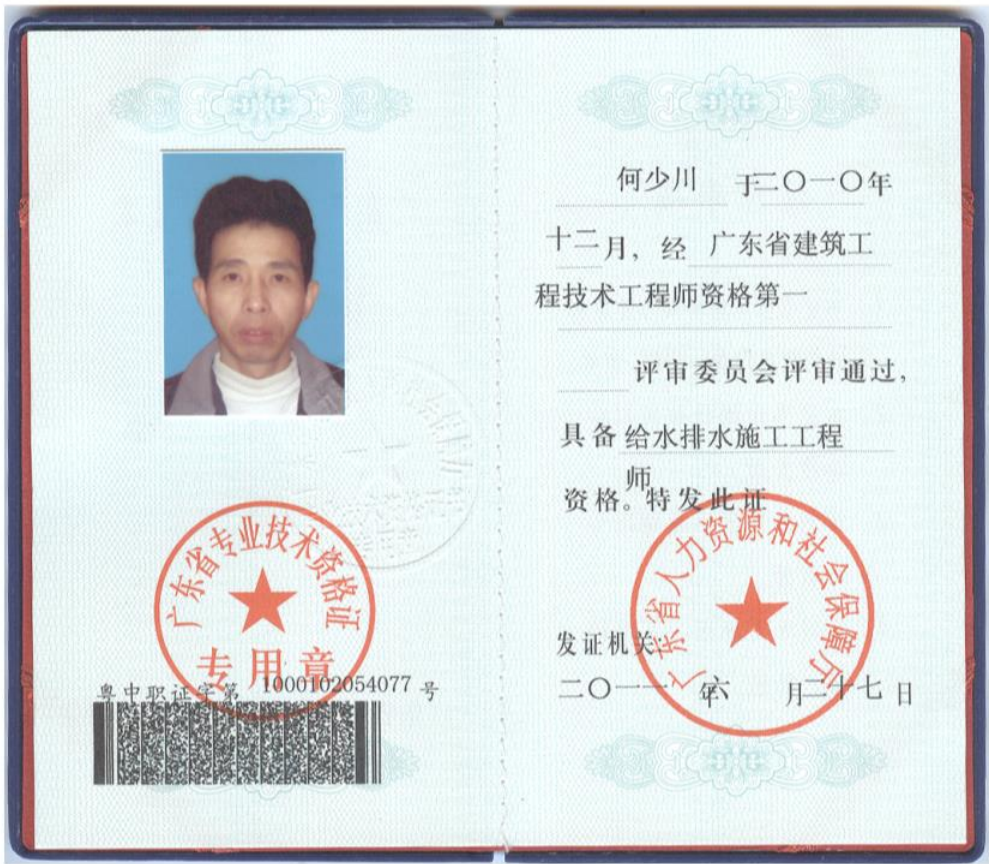 广东省专业技术资格证
专用章
粤中职证字第 1000102054077 号
何少川 于二〇一〇年
十二月，经 广东省建筑工
程技术工程师资格第一
评审委员会评审通过，
具备 给水排水施工工程
师
资格。特发此证
广东省人力资源和社会保障厅
发证机关
二〇一一年六月二十七日